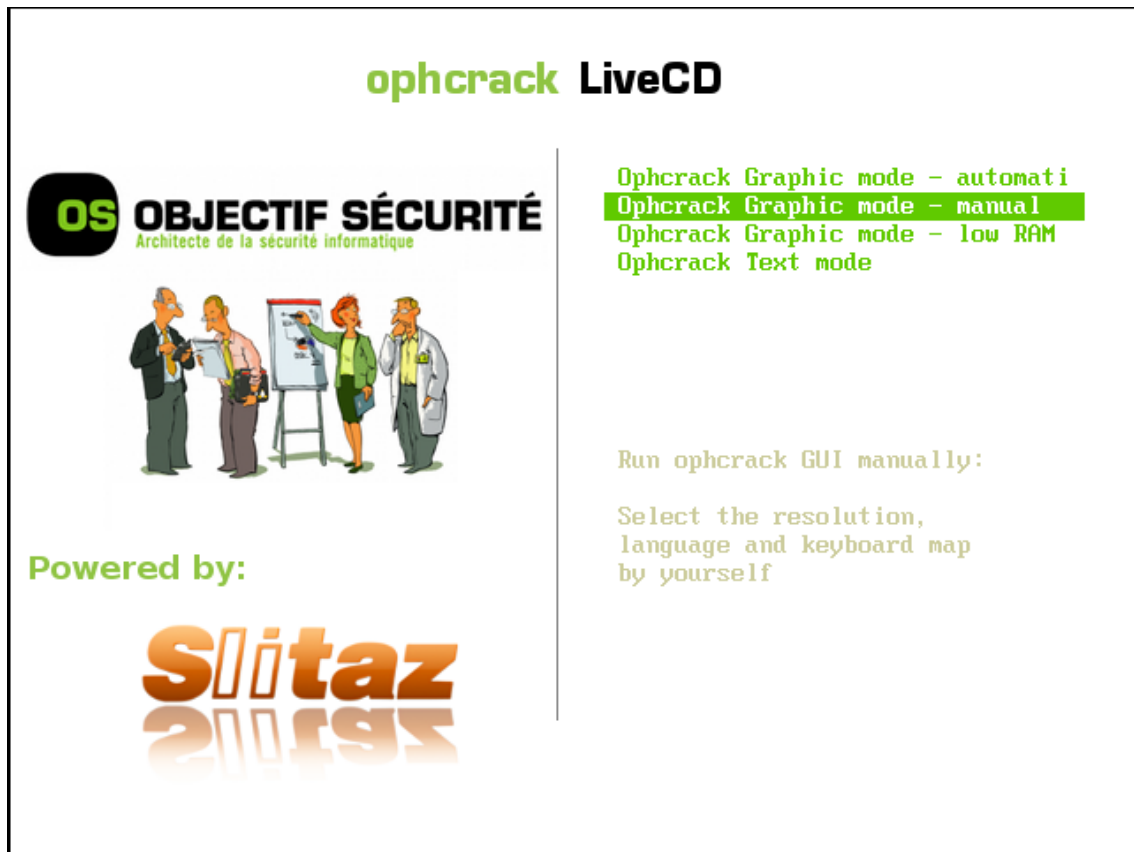 ophcrack LiveCD
OS OBJECTIF SÉCURITÉ
Architecte de la sécurité informatique
Powered by:
Slitaz
Ophcrack Graphic mode - automati
Ophcrack Graphic mode - manual
Ophcrack Graphic mode - low RAM
Ophcrack Text mode
Run ophcrack GUI manually:
Select the resolution,
language and keyboard map
by yourself